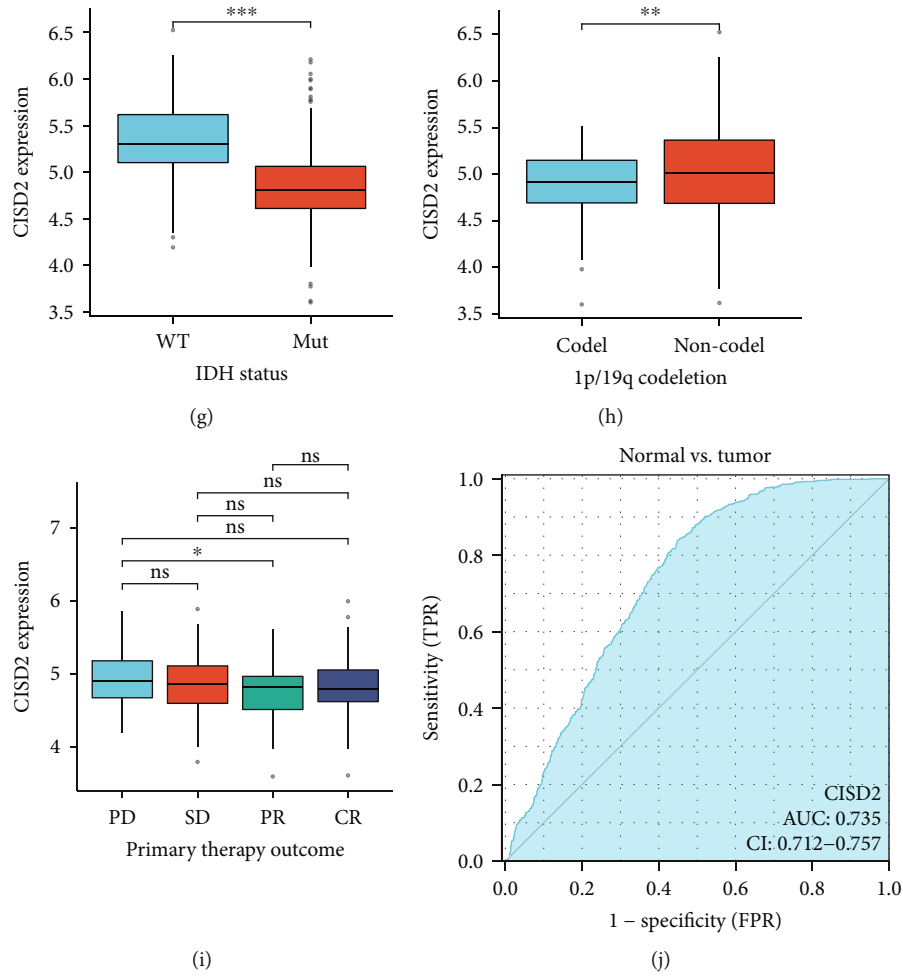 ***
6.5
6.0
5.5
5.0
4.5
4.0
3.5
CISD2 expression
WT
Mut
IDH status
(g)
**
6.5
6.0
5.5
5.0
4.5
4.0
3.5
CISD2 expression
Codel
Non-codel
1p/19q codeletion
(h)
ns
ns
ns
ns
*
ns
7
6
5
4
CISD2 expression
PD
SD
PR
CR
Primary therapy outcome
(i)
Normal vs. tumor
1.0
0.8
0.6
0.4
0.2
0.0
Sensitivity (TPR)
CISD2
AUC: 0.735
CI: 0.712–0.757
0.0
0.2
0.4
0.6
0.8
1.0
1 − specificity (FPR)
(j)